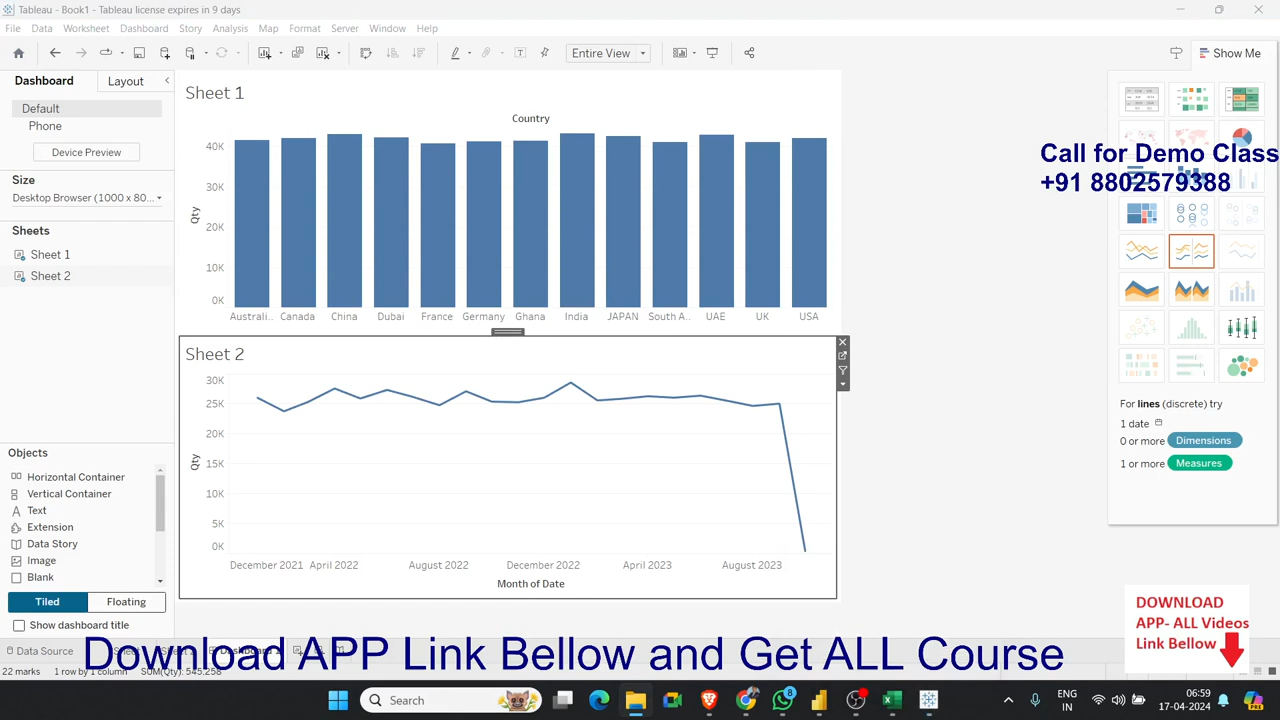 Tableau - Book1 - Tableau license expires in 9 days
File Data Worksheet Dashboard Story Analysis Map Format Server Window Help
Entire View
Show Me
Dashboard Layout
Default
Phone
Device Preview
Size
Desktop Browser (1000 x 80...
Sheets
Sheet 1
Sheet 2
Objects
Horizontal Container
Vertical Container
Text
Extension
Data Story
Image
Blank
Tiled Floating
Show dashboard title
Sheet 1
Country
Qty
40K
30K
20K
10K
0K
Australi.. Canada China Dubai France Germany Ghana India JAPAN South A.. UAE UK USA
Sheet 2
Qty
30K
25K
20K
15K
10K
5K
0K
December 2021 April 2022 August 2022 December 2022 April 2023 August 2023
Month of Date
Call for Demo Class
+91 8802579388
For lines (discrete) try
1 date
0 or more Dimensions
1 or more Measures
DOWNLOAD
APP- ALL Videos
Link Bellow
Data Source
Download APP Link Bellow and Get ALL Course
22 marks 1 row by 1 column SUM(Qty): 545,258
Search
8
ENG
IN
06:59
17-04-2024